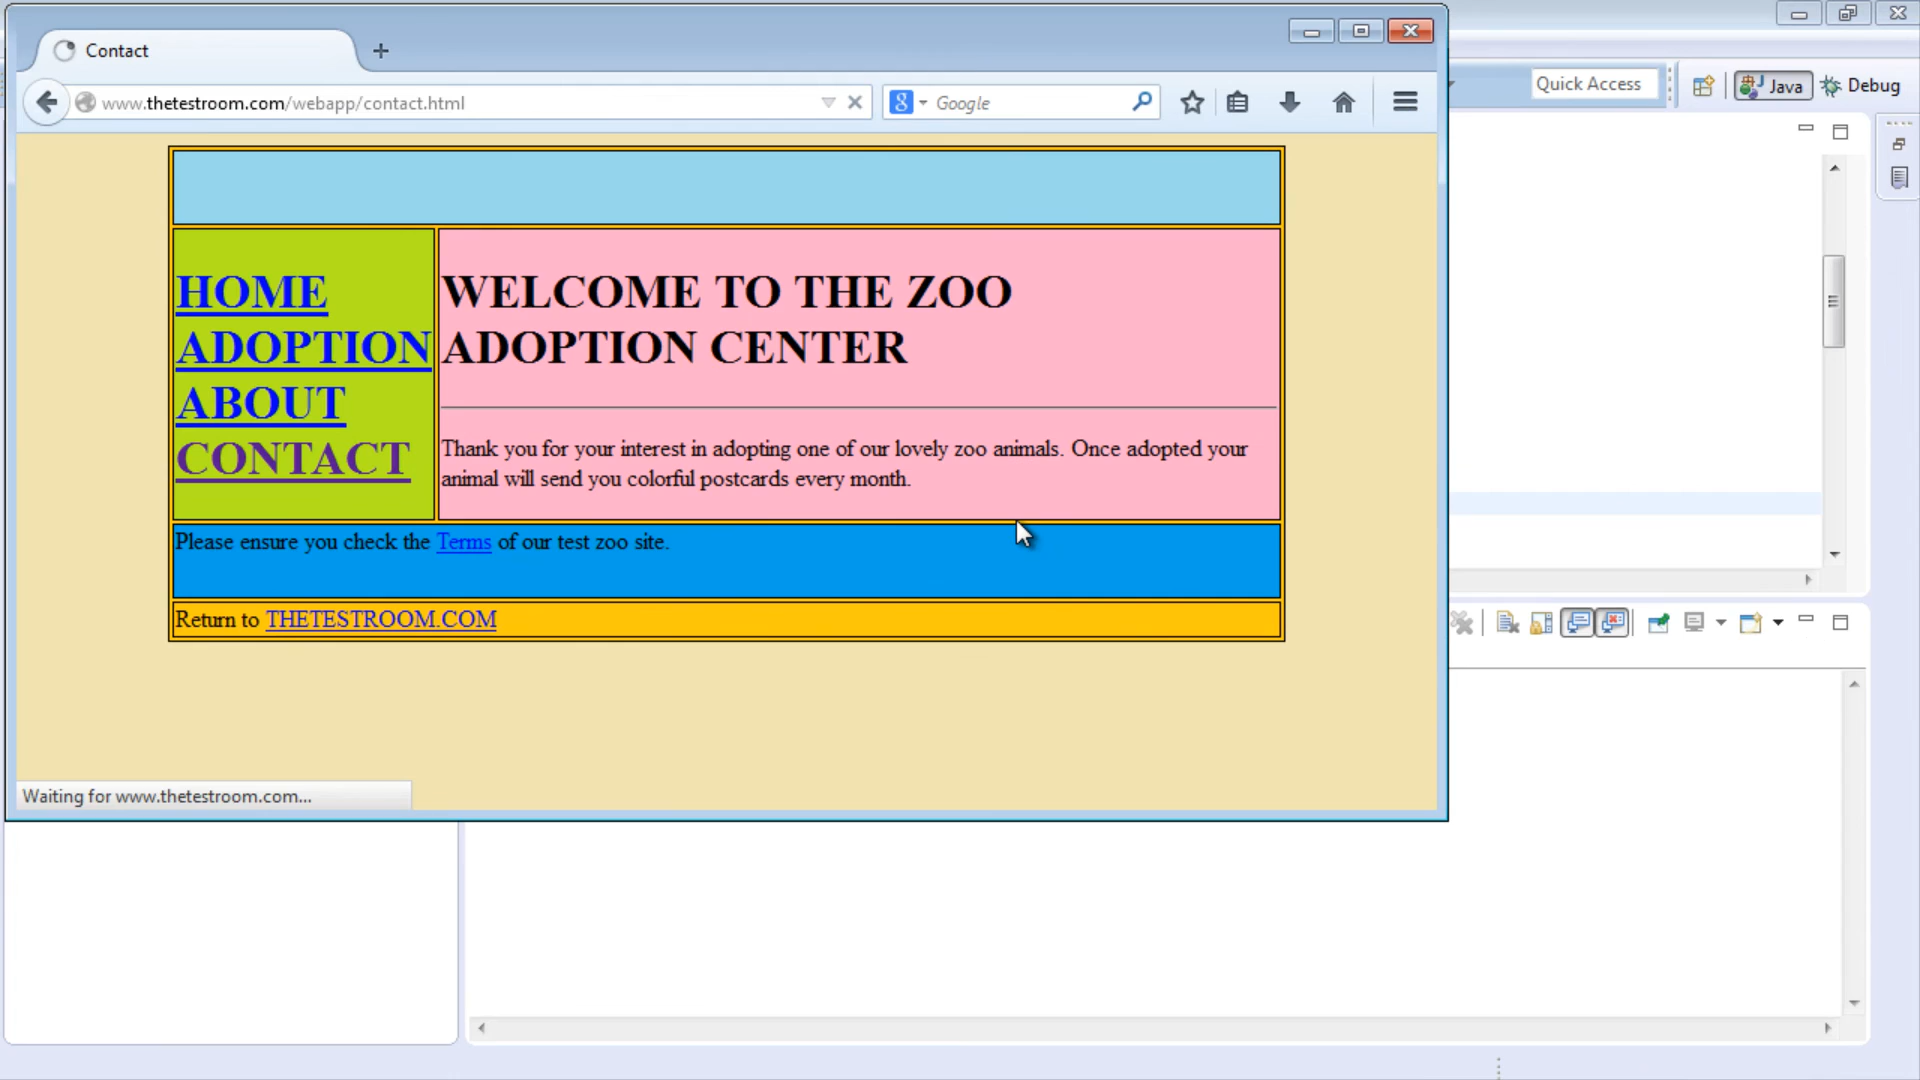 Contact
www.thetestroom.com/webapp/contact.html
Google
Quick Access
Java
Debug
HOME
ADOPTION
ABOUT
CONTACT
WELCOME TO THE ZOO
ADOPTION CENTER
Thank you for your interest in adopting one of our lovely zoo animals. Once adopted your
animal will send you colorful postcards every month.
Please ensure you check the Terms of our test zoo site.
Return to THETESTROOM.COM
Waiting for www.thetestroom.com...